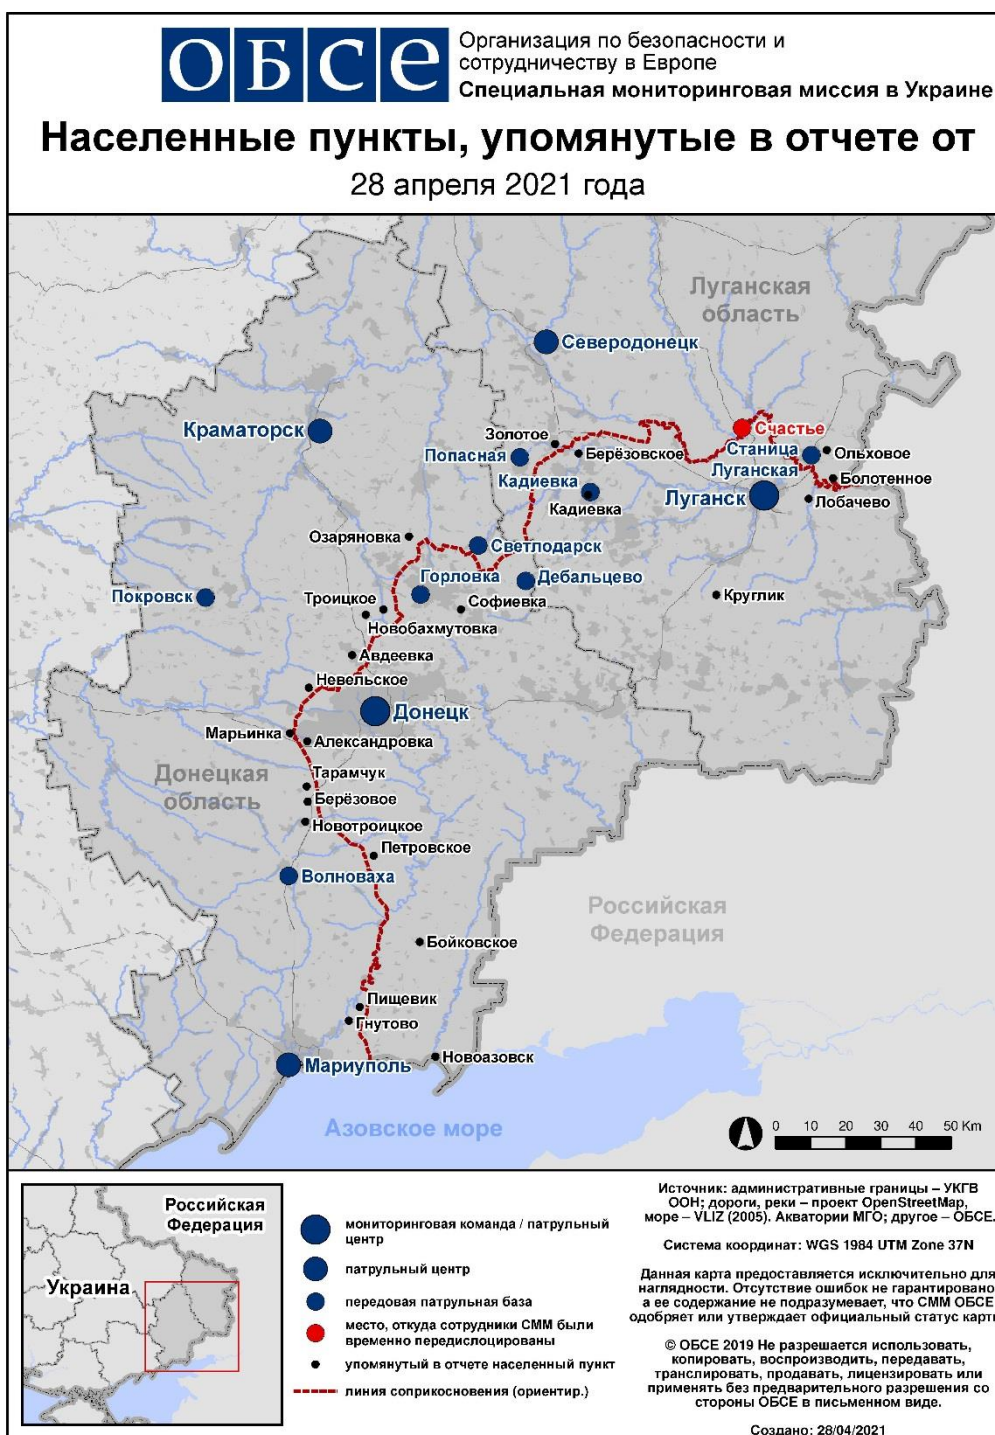 ОБСЕ
Организация по безопасности и
сотрудничеству в Европе
Специальная мониторинговая миссия в Украине
Населенные пункты, упомянутые в отчете от
28 апреля 2021 года
Луганская
область
Северодонецк
Краматорск
Золотое
Счастье
Попасная
Берёзовское
Станица
Луганская
Ольховое
Кадиевка
Болотенное
Кадиевка
Луганск
Лобачево
Озаряновка
Светлодарск
Горловка
Дебальцево
Покровск
Троицкое
Софиевка
Круглик
Новобахмутовка
Авдеевка
Невельское
Донецк
Марьинка
Александровка
Донецкая
область
Тарамчук
Берёзовое
Новотроицкое
Петровское
Волноваха
Российская
Федерация
Бойковское
Пищевик
Гнутово
Новоазовск
Мариуполь
Азовское море
0 10 20 30 40 50 Km
Российская
Федерация
Украина
мониторинговая команда / патрульный
центр
патрульный центр
передовая патрульная база
место, откуда сотрудники СММ были
временно передислоцированы
упомянутый в отчете населенный пункт
линия соприкосновения (ориентир.)
Источник: административные границы – УКГВ
ООН; дороги, реки – проект OpenStreetMap,
море – VLIZ (2005). Акватории МГО; другое – ОБСЕ.
Система координат: WGS 1984 UTM Zone 37N
Данная карта предоставляется исключительно для
наглядности. Отсутствие ошибок не гарантировано
а ее содержание не подразумевает, что СММ ОБСЕ
одобряет или утверждает официальный статус карт
© ОБСЕ 2019 Не разрешается использовать,
копировать, воспроизводить, передавать,
транслировать, продавать, лицензировать или
применять без предварительного разрешения со
стороны ОБСЕ в письменном виде.
Создано: 28/04/2021